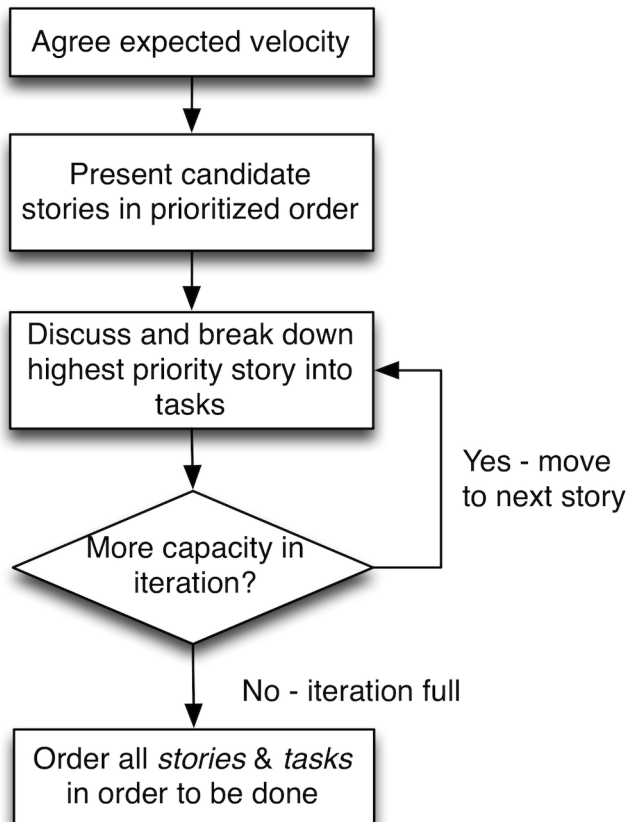 Agree expected velocity
Present candidate
stories in prioritized order
Discuss and break down
highest priority story into
tasks
More capacity in
iteration?
Yes - move
to next story
No - iteration full
Order all stories & tasks
in order to be done